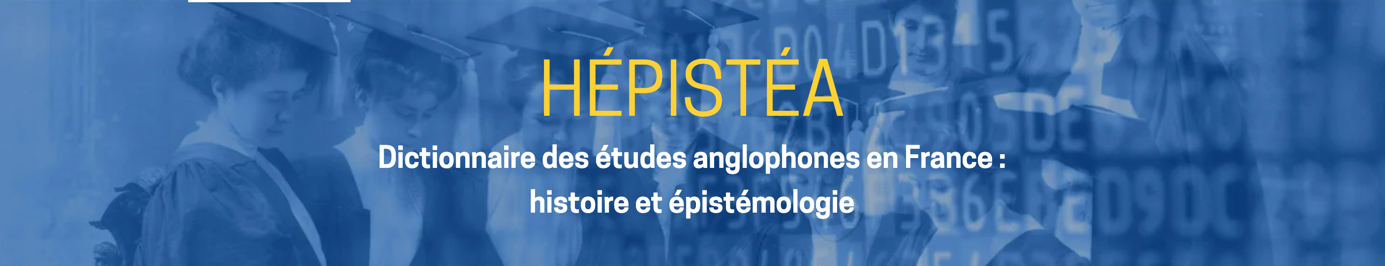 HÉPISTÉA
Dictionnaire des études anglophones en France :
histoire et épistémologie